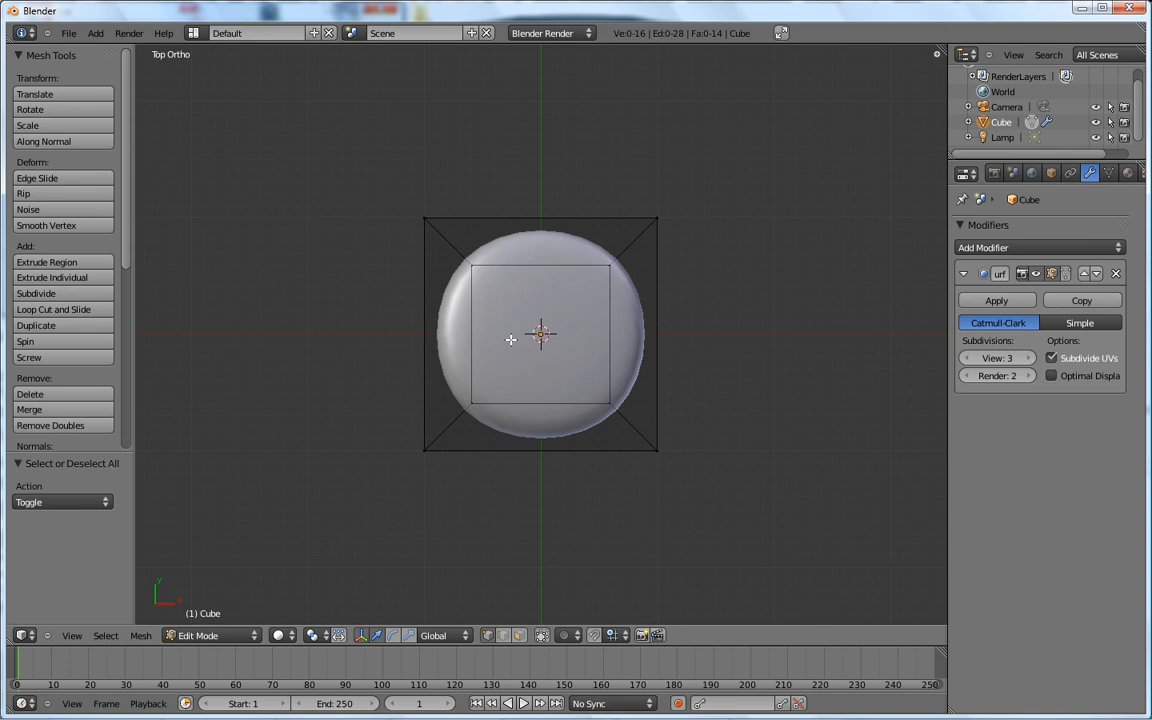 Blender
File Add Render Help Default Scene Blender Render Ve:0-16 | Ed:0-28 | Fa:0-14 | Cube
View Search All Scenes
Mesh Tools
Transform:
Translate
Rotate
Scale
Along Normal
Deform:
Edge Slide
Rip
Noise
Smooth Vertex
Add:
Extrude Region
Extrude Individual
Subdivide
Loop Cut and Slide
Duplicate
Spin
Screw
Remove:
Delete
Merge
Remove Doubles
Normals:
Select or Deselect All
Action
Toggle
Top Ortho
y
x
(1) Cube
RenderLayers |
World
Camera |
Cube |
Lamp |
Cube
Modifiers
Add Modifier
urf
Apply Copy
Catmull-Clark Simple
Subdivisions: Options:
View: 3 Subdivide UVs
Render: 2 Optimal Displa
View Select Mesh Edit Mode Global
0 10 20 30 40 50 60 70 80 90 100 110 120 130 140 150 160 170 180 190 200 210 220 230 240 250
View Frame Playback Start: 1 End: 250 1 No Sync